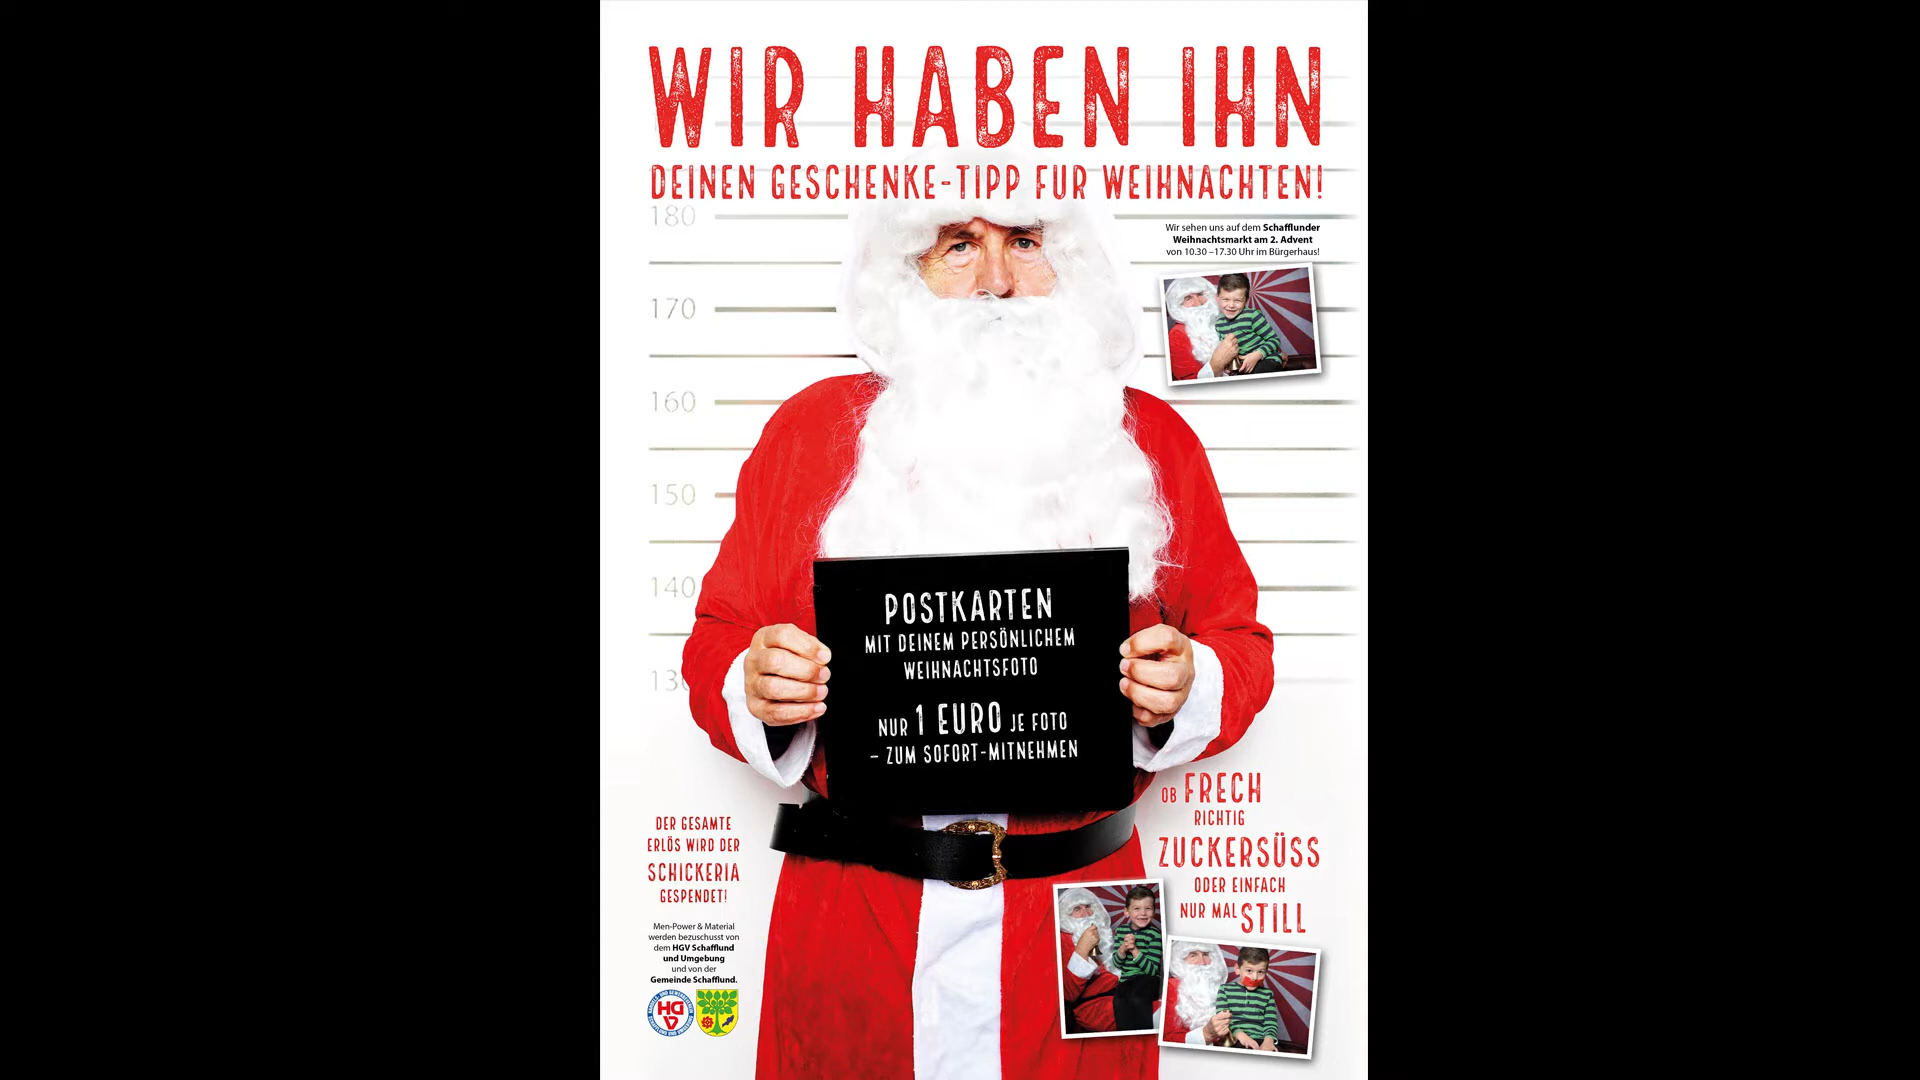 WIR HABEN IHN
DEINEN GESCHENKE-TIPP FÜR WEIHNACHTEN!
180
Wir sehen uns auf dem Schafflunder
Weihnachtsmarkt am 2. Advent
von 10.30 –17.30 Uhr im Bürgerhaus!
170
160
150
140
130
POSTKARTEN
MIT DEINEM PERSÖNLICHEM
WEIHNACHTSFOTO
NUR 1 EURO JE FOTO
– ZUM SOFORT-MITNEHMEN
OB FRECH
RICHTIG
ZUCKERSÜSS
ODER EINFACH
NUR MAL STILL
DER GESAMTE
ERLÖS WIRD DER
SCHICKERIA
GESPENDET!
Men-Power & Material
werden bezuschusst von
dem HGV Schafflund
und Umgebung
und von der
Gemeinde Schafflund.
HGV